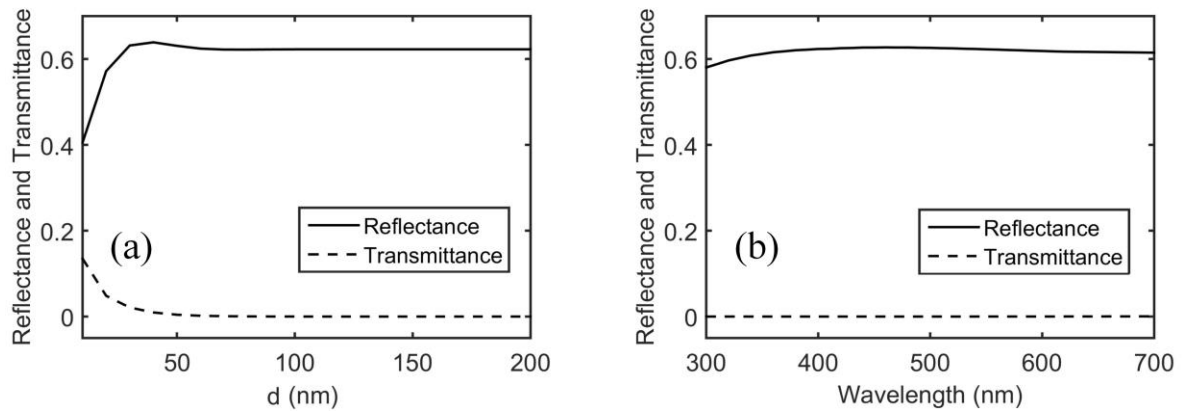 Reflectance and Transmittance
0.6
0.4
0.2
0
(a)
Reflectance
Transmittance
50
100
150
200
d (nm)
Reflectance and Transmittance
0.6
0.4
0.2
0
(b)
Reflectance
Transmittance
300
400
500
600
700
Wavelength (nm)